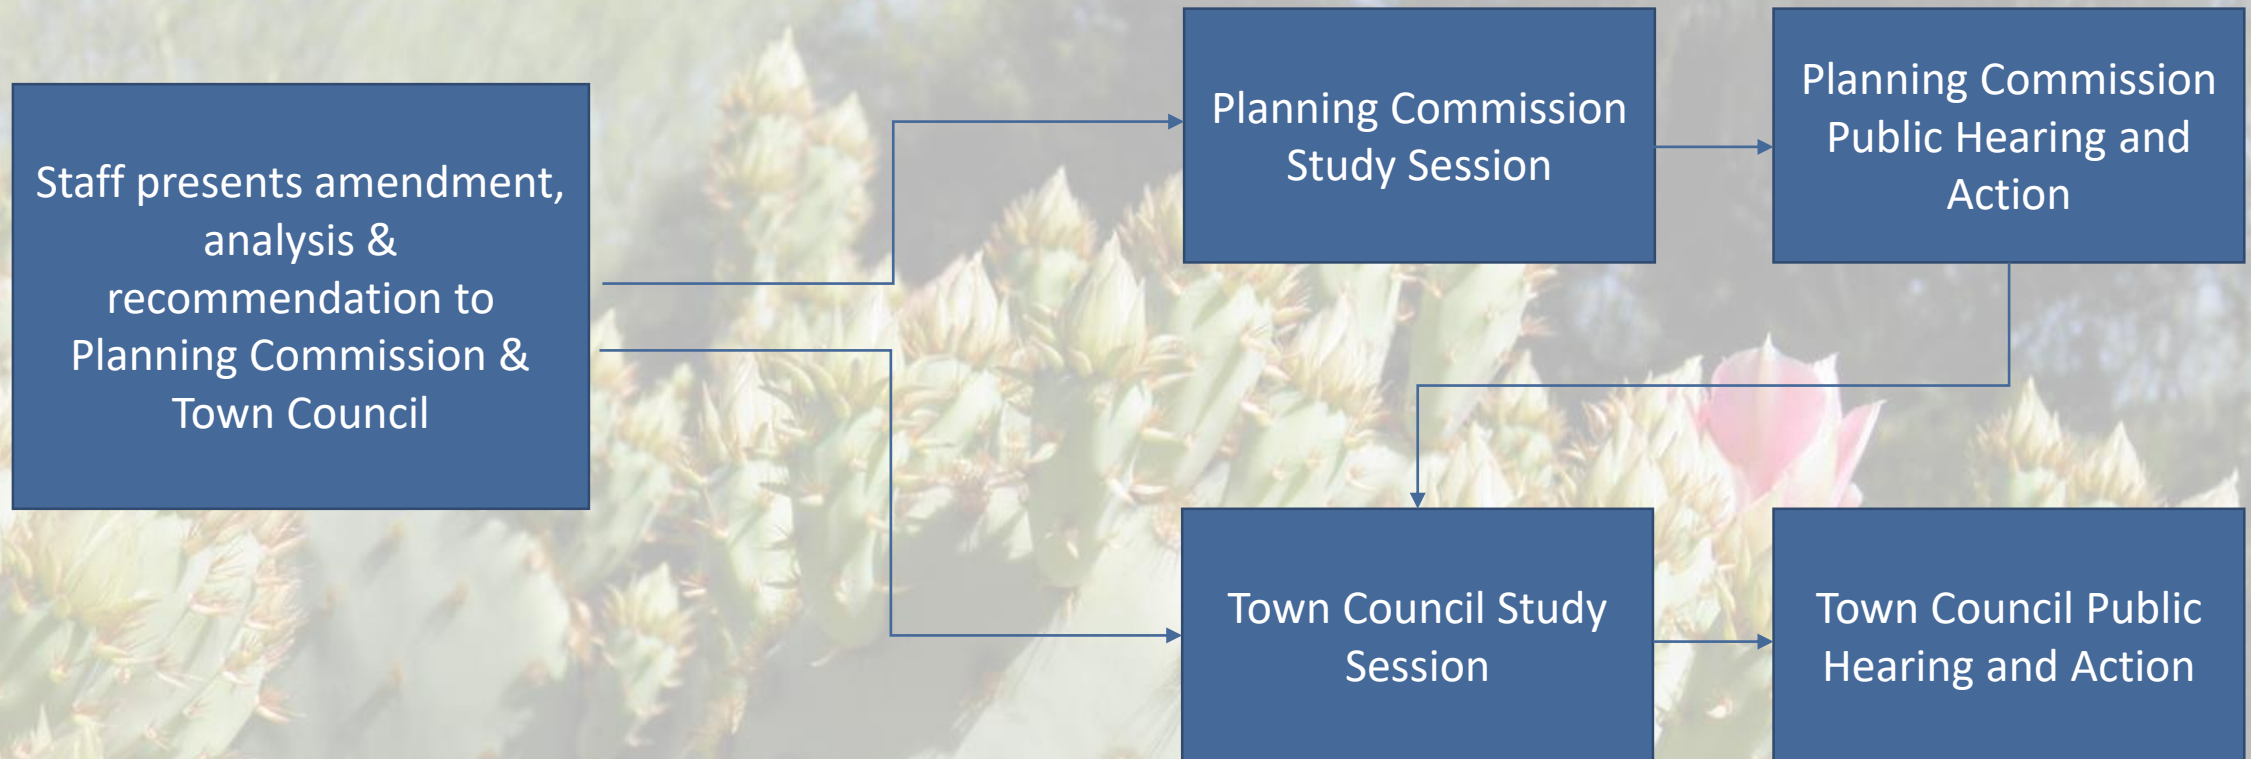 Staff presents amendment,
analysis &
recommendation to
Planning Commission &
Town Council
Planning Commission
Study Session
Planning Commission
Public Hearing and
Action
Town Council Study
Session
Town Council Public
Hearing and Action